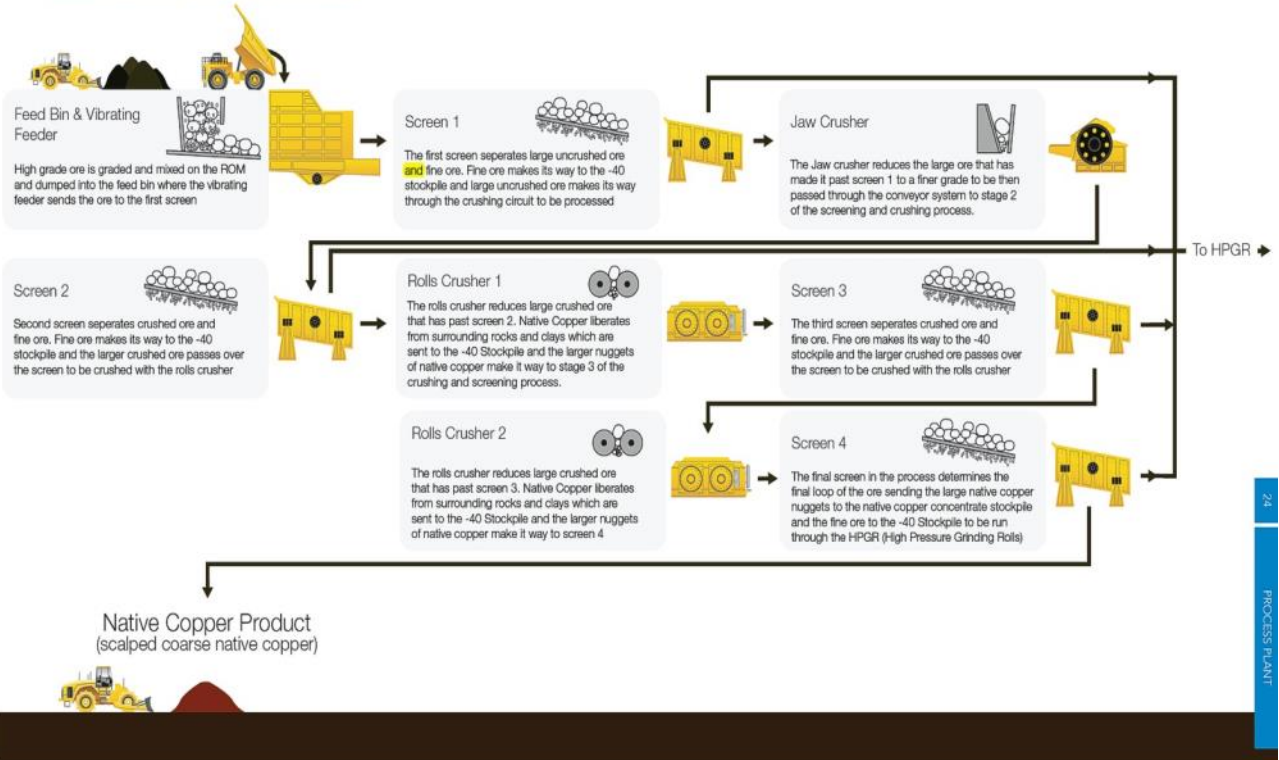 Feed Bin & Vibrating
Feeder
High grade ore is graded and mixed on the ROM
and dumped into the feed bin where the vibrating
feeder sends the ore to the first screen
Screen 1
The first screen seperates large uncrushed ore
and fine ore. Fine ore makes its way to the -40
stockpile and large uncrushed ore makes its way
through the crushing circuit to be processed
Jaw Crusher
The Jaw crusher reduces the large ore that has
made it past screen 1 to a finer grade to be then
passed through the conveyor system to stage 2
of the screening and crushing process.
To HPGR
Screen 2
Second screen seperates crushed ore and
fine ore. Fine ore makes its way to the -40
stockpile and the larger crushed ore passes over
the screen to be crushed with the rolls crusher
Rolls Crusher 1
The rolls crusher reduces large crushed ore
that has past screen 2. Native Copper liberates
from surrounding rocks and clays which are
sent to the -40 Stockpile and the larger nuggets
of native copper make it way to stage 3 of the
crushing and screening process.
Screen 3
The third screen seperates crushed ore and
fine ore. Fine ore makes its way to the -40
stockpile and the larger crushed ore passes over
the screen to be crushed with the rolls crusher
Rolls Crusher 2
The rolls crusher reduces large crushed ore
that has past screen 3. Native Copper liberates
from surrounding rocks and clays which are
sent to the -40 Stockpile and the larger nuggets
of native copper make it way to screen 4
Screen 4
The final screen in the process determines the
final loop of the ore sending the large native copper
nuggets to the native copper concentrate stockpile
and the fine ore to the -40 Stockpile to be run
through the HPGR (High Pressure Grinding Rolls)
Native Copper Product
(scalped coarse native copper)
24
PROCESS PLANT